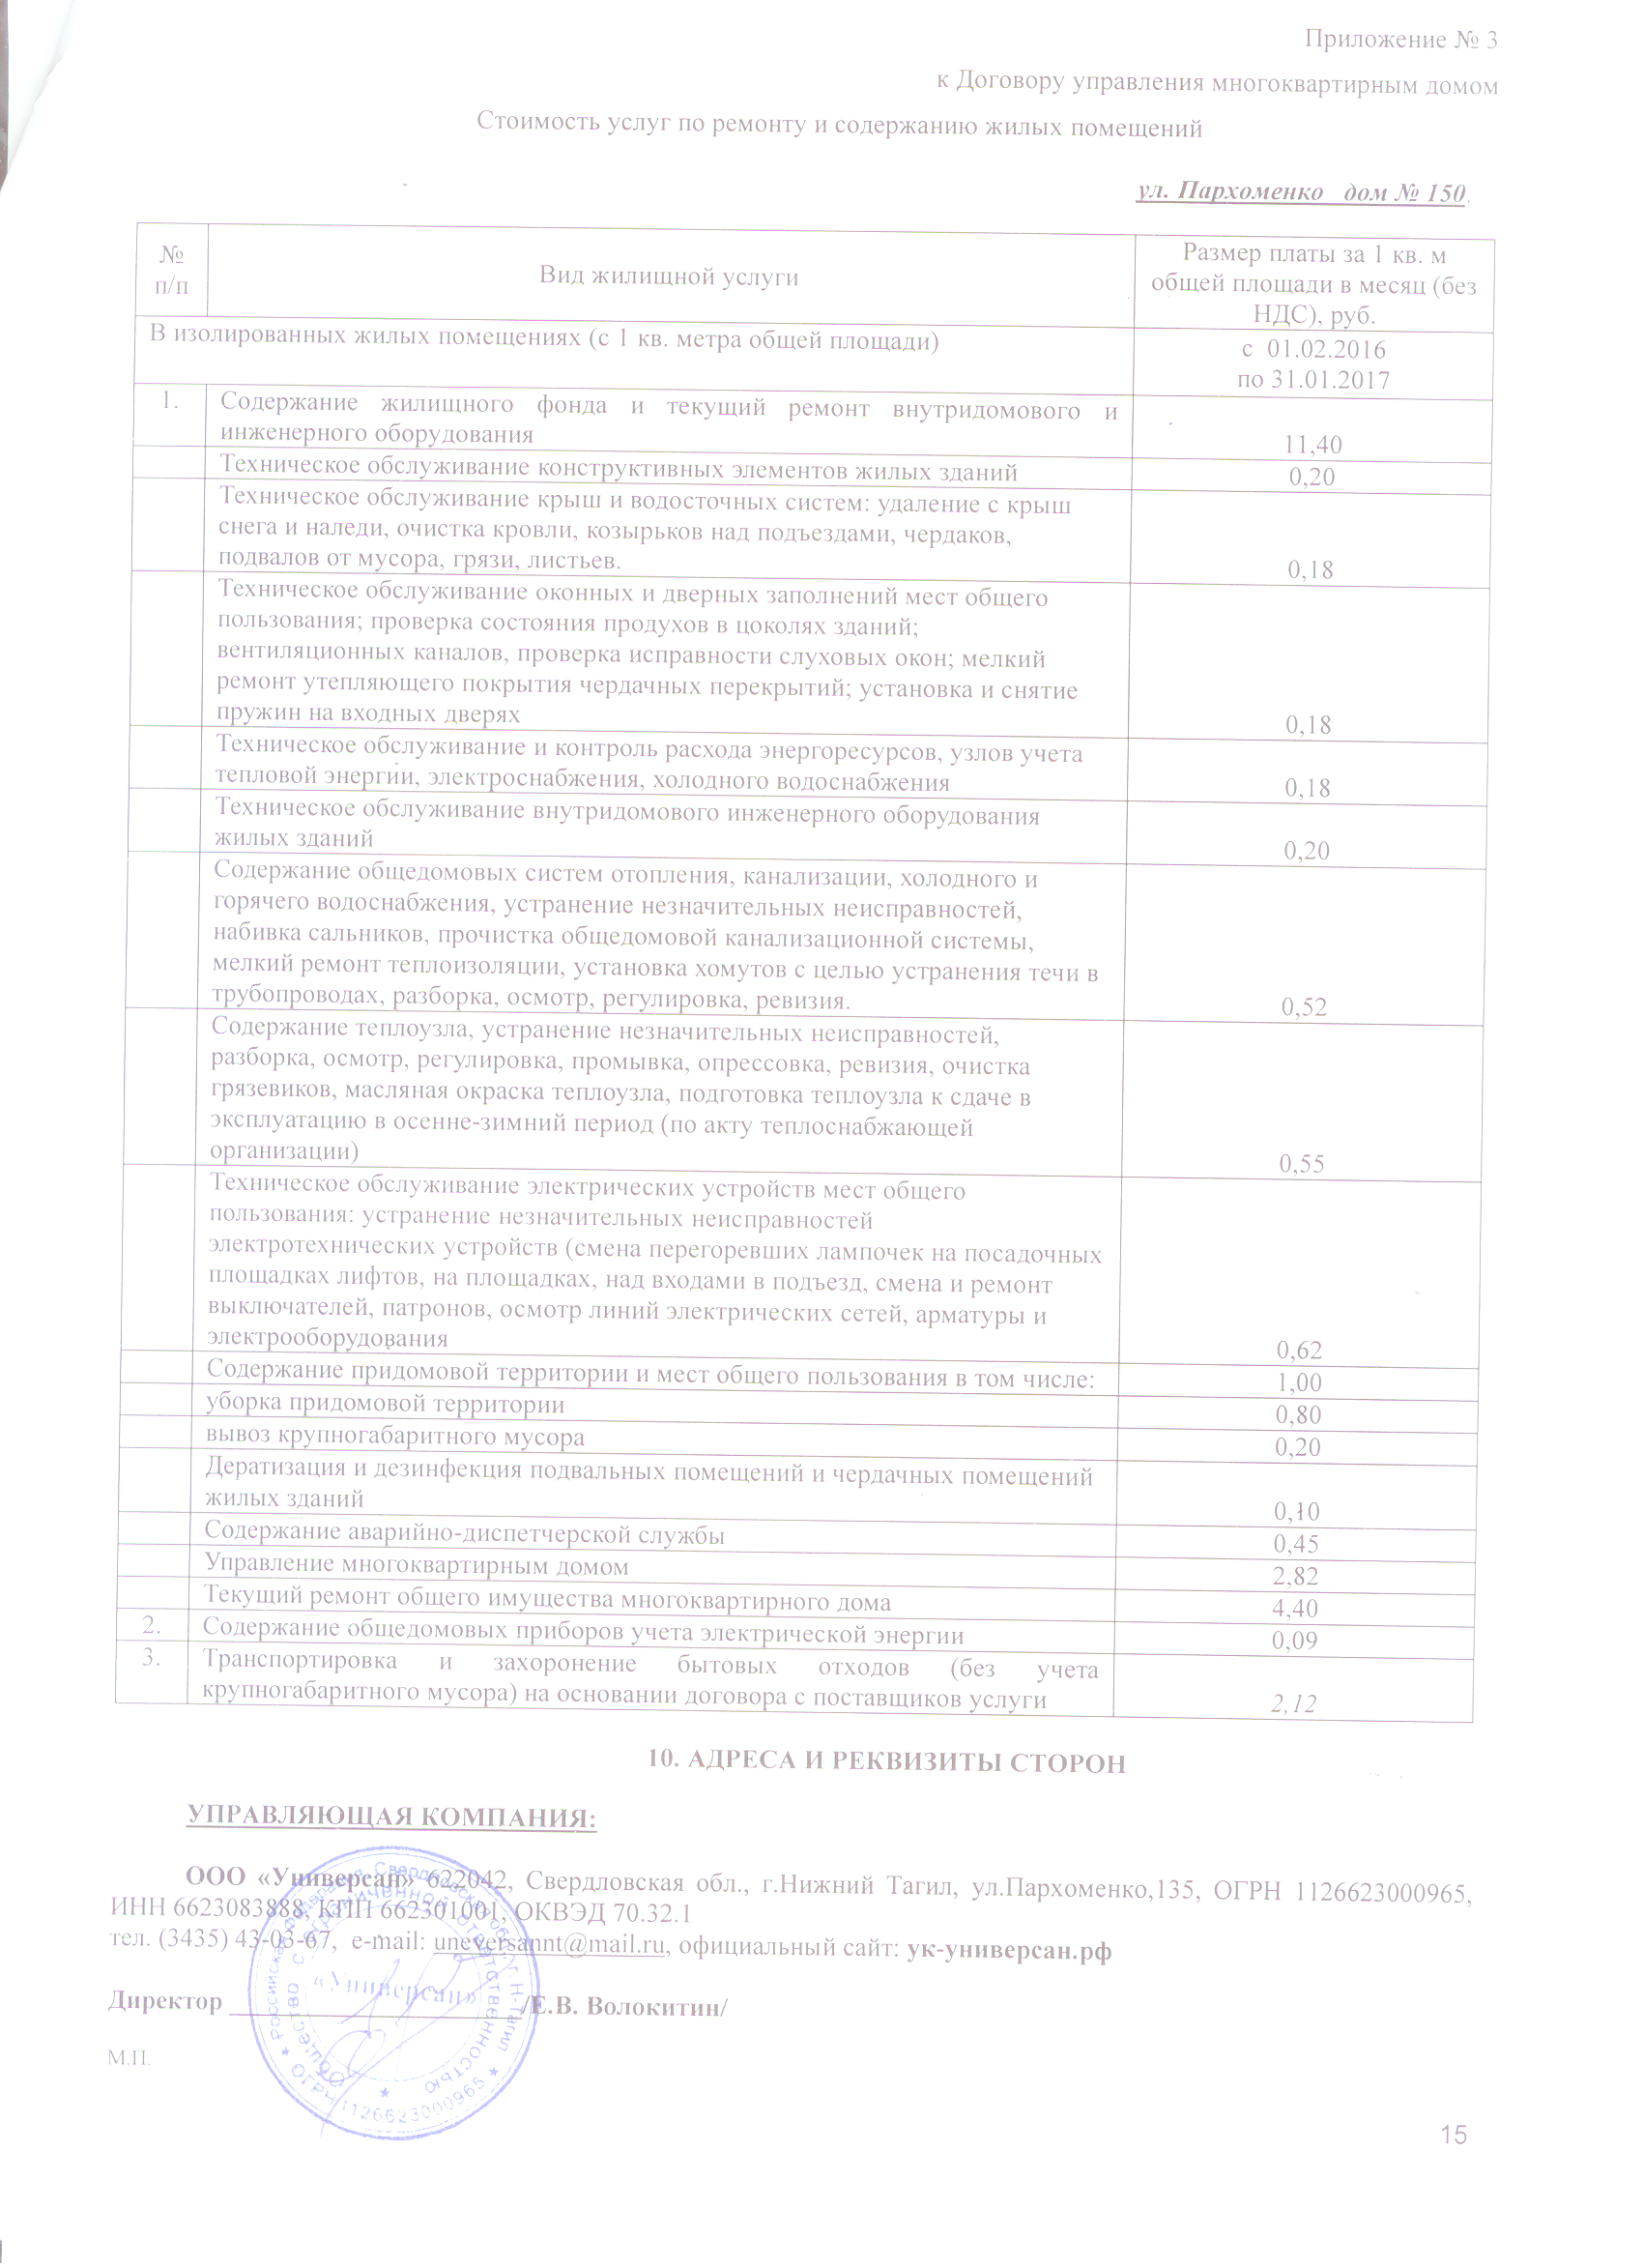 Приложение № 3
к Договору управления многоквартирным домом
Стоимость услуг по ремонту и содержанию жилых помещений
ул. Пархоменко дом № 150.
№
п/п
Вид жилищной услуги
Размер платы за 1 кв. м
общей площади в месяц (без
НДС), руб.
В изолированных жилых помещениях (с 1 кв. метра общей площади)
с 01.02.2016
по 31.01.2017
1.
Содержание жилищного фонда и текущий ремонт внутридомового и
инженерного оборудования
11,40
Техническое обслуживание конструктивных элементов жилых зданий
0,20
Техническое обслуживание крыш и водосточных систем: удаление с крыш
снега и наледи, очистка кровли, козырьков над подъездами, чердаков,
подвалов от мусора, грязи, листьев.
0,18
Техническое обслуживание оконных и дверных заполнений мест общего
пользования; проверка состояния продухов в цоколях зданий;
вентиляционных каналов, проверка исправности слуховых окон; мелкий
ремонт утепляющего покрытия чердачных перекрытий; установка и снятие
пружин на входных дверях
0,18
Техническое обслуживание и контроль расхода энергоресурсов, узлов учета
тепловой энергии, электроснабжения, холодного водоснабжения
0,18
Техническое обслуживание внутридомового инженерного оборудования
жилых зданий
0,20
Содержание общедомовых систем отопления, канализации, холодного и
горячего водоснабжения, устранение незначительных неисправностей,
набивка сальников, прочистка общедомовой канализационной системы,
мелкий ремонт теплоизоляции, установка хомутов с целью устранения течи в
трубопроводах, разборка, осмотр, регулировка, ревизия.
0,52
Содержание теплоузла, устранение незначительных неисправностей,
разборка, осмотр, регулировка, промывка, опрессовка, ревизия, очистка
грязевиков, масляная окраска теплоузла, подготовка теплоузла к сдаче в
эксплуатацию в осенне-зимний период (по акту теплоснабжающей
организации)
0,55
Техническое обслуживание электрических устройств мест общего
пользования: устранение незначительных неисправностей
электротехнических устройств (смена перегоревших лампочек на посадочных
площадках лифтов, на площадках, над входами в подъезд, смена и ремонт
выключателей, патронов, осмотр линий электрических сетей, арматуры и
электрооборудования
0,62
Содержание придомовой территории и мест общего пользования в том числе:
1,00
уборка придомовой территории
0,80
вывоз крупногабаритного мусора
0,20
Дератизация и дезинфекция подвальных помещений и чердачных помещений
жилых зданий
0,10
Содержание аварийно-диспетчерской службы
0,45
Управление многоквартирным домом
2,82
Текущий ремонт общего имущества многоквартирного дома
4,40
2.
Содержание общедомовых приборов учета электрической энергии
0,09
3.
Транспортировка и захоронение бытовых отходов (без учета
крупногабаритного мусора) на основании договора с поставщиков услуги
2,12
10. АДРЕСА И РЕКВИЗИТЫ СТОРОН
УПРАВЛЯЮЩАЯ КОМПАНИЯ:
ООО «Универсан» 622042, Свердловская обл., г.Нижний Тагил, ул.Пархоменко,135, ОГРН 1126623000965,
ИНН 6623083888, КПП 662301001, ОКВЭД 70.32.1
тел. (3435) 43-03-67, e-mail: uneversannt@mail.ru, официальный сайт: ук-универсан.рф
Директор /Е.В. Волокитин/
М.П.
Российская Федерация, Свердловская обл., г. Н-Тагил
Общество с ограниченной ответственностью
«Универсан»
ОГРН 1126623000965
15